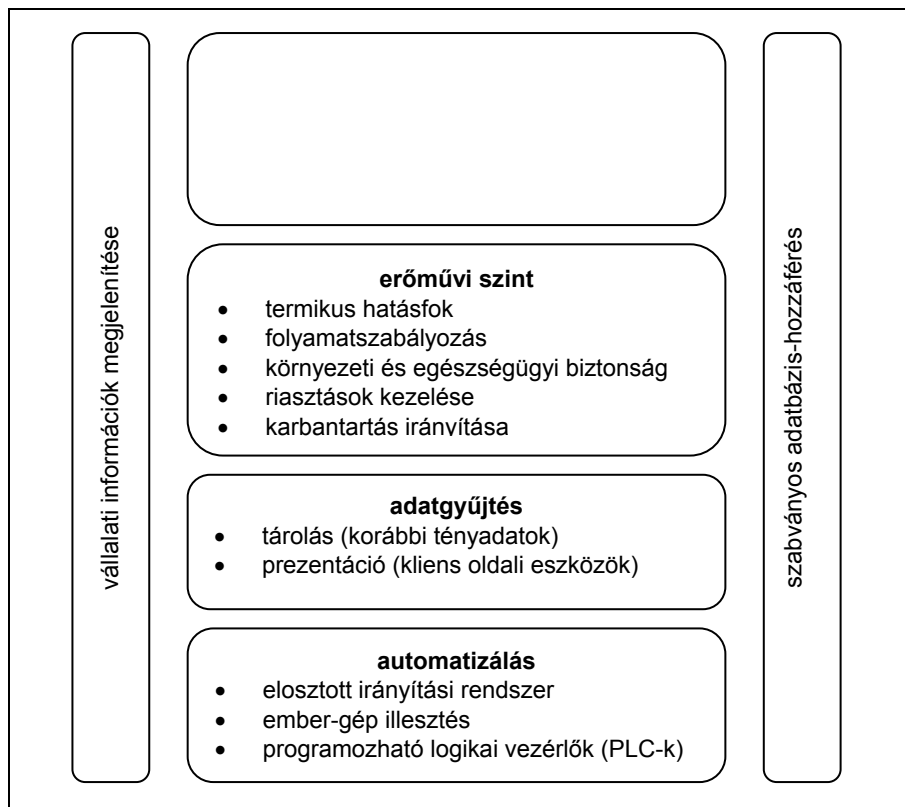 vállalati információk megjelenítése
erőművi szint
• termikus hatásfok
• folyamatszabályozás
• környezeti és egészségügyi biztonság
• riasztások kezelése
• karbantartás irányvítása
adatgyűjtés
• tárolás (korábbi tényadatok)
• prezentáció (kliens oldali eszközök)
automatizálás
• elosztott irányítási rendszer
• ember-gép illesztés
• programozható logikai vezérlők (PLC-k)
szabványos adatbázis-hozzáférés